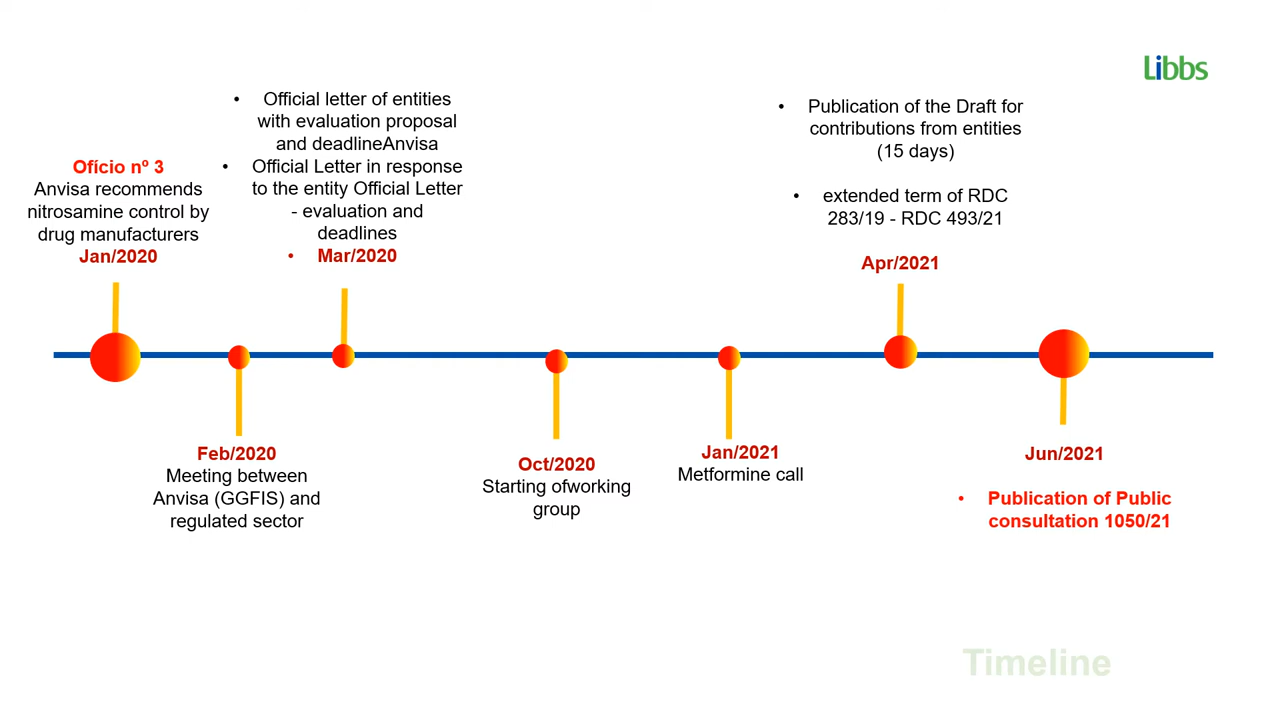 Libbs
Ofício nº 3
Anvisa recommends
nitrosamine control by
drug manufacturers
Jan/2020
• Official letter of entities
with evaluation proposal
and deadlineAnvisa
• Official Letter in response
to the entity Official Letter
- evaluation and
deadlines
• Mar/2020
• Publication of the Draft for
contributions from entities
(15 days)
• extended term of RDC
283/19 - RDC 493/21
Apr/2021
Feb/2020
Meeting between
Anvisa (GGFIS) and
regulated sector
Oct/2020
Starting ofworking
group
Jan/2021
Metformine call
Jun/2021
• Publication of Public
consultation 1050/21
Timeline